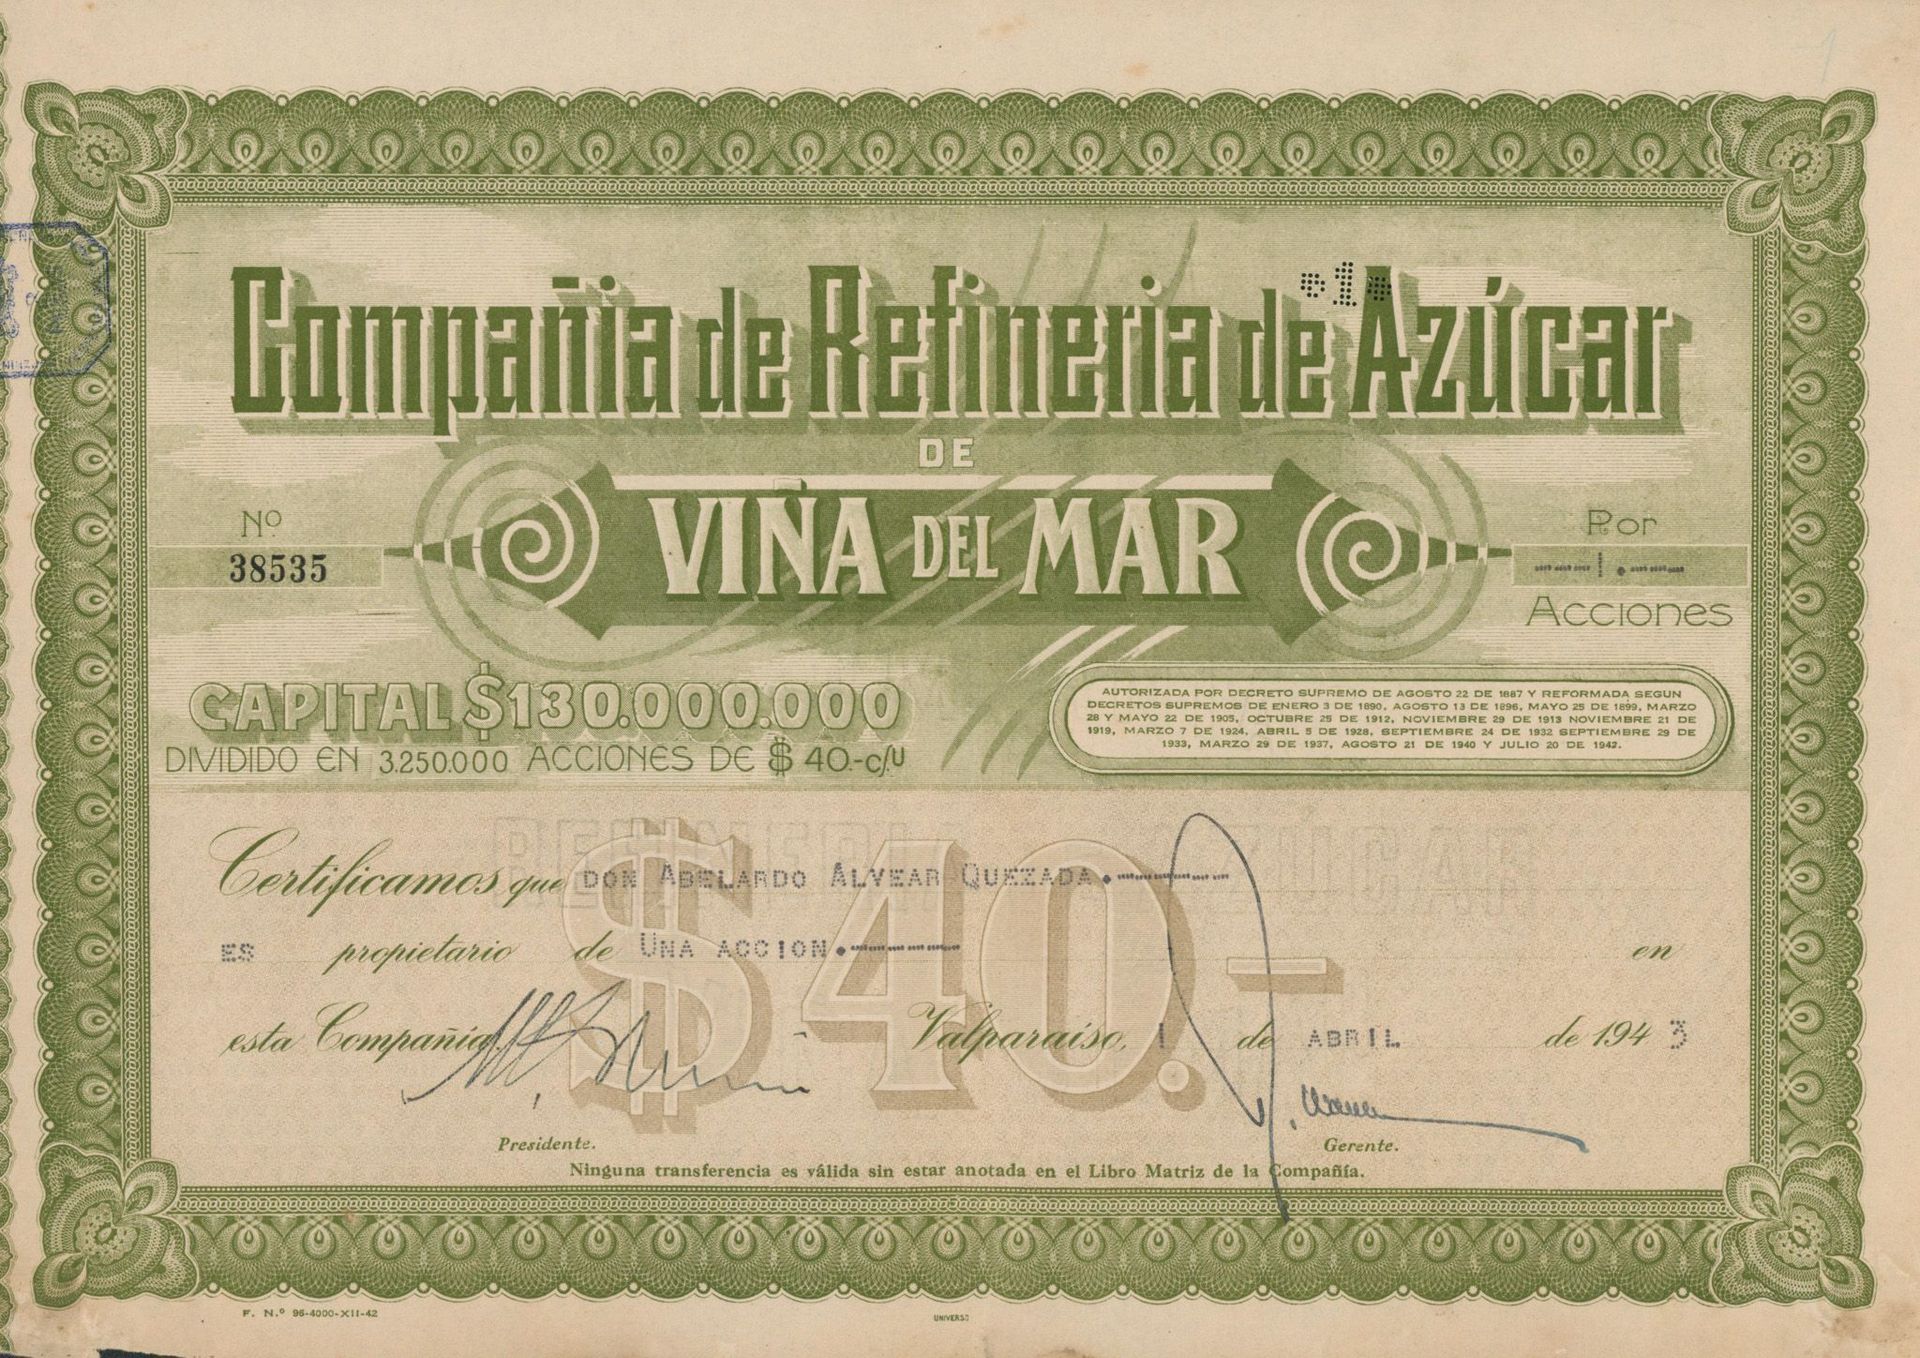 Compañia de Refineria de Azúcar
DE
VIÑA DEL MAR
Nº
38535
Por
1
Acciones
CAPITAL $130.000.000
DIVIDIDO EN 3.250.000 ACCIONES DE $ 40.-c/u
AUTORIZADA POR DECRETO SUPREMO DE AGOSTO 22 DE 1887 Y REFORMADA SEGUN
DECRETOS SUPREMOS DE ENERO 3 DE 1890, AGOSTO 13 DE 1896, MAYO 25 DE 1899, MARZO
28 Y MAYO 22 DE 1905, OCTUBRE 25 DE 1912, NOVIEMBRE 29 DE 1913 NOVIEMBRE 21 DE
1919, MARZO 7 DE 1924, ABRIL 5 DE 1928, SEPTIEMBRE 24 DE 1932 SEPTIEMBRE 29 DE
1933, MARZO 29 DE 1937, AGOSTO 21 DE 1940 Y JULIO 20 DE 1942.
$40.-
Certificamos que DON ABELARDO ALVEAR QUEZADA.-------
ES propietario de UNA ACCION.------- en
esta Compañia. Valparaiso, 1 de ABRIL de 1943
Presidente. Gerente.
Ninguna transferencia es válida sin estar anotada en el Libro Matriz de la Compañía.
F. N.º 96-4000-XII-42
UNIVERSO